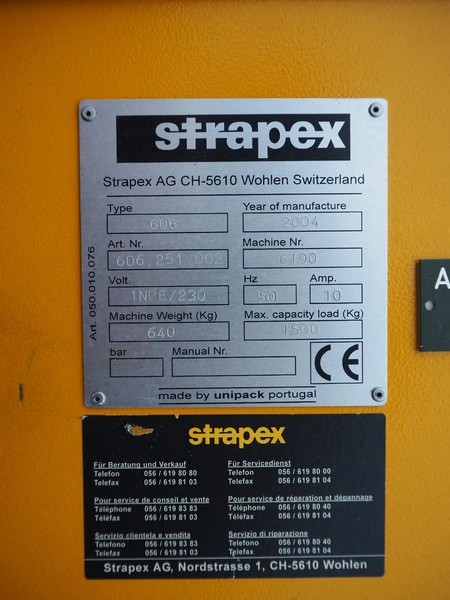 strapex
Strapex AG CH-5610 Wohlen Switzerland
Type Year of manufacture
606 2004
Art. Nr. Machine Nr.
606.251.002 6190
Volt. Hz Amp.
1NPE/230 50 10
Machine Weight (Kg) Max. capacity load (Kg)
640 1500
bar Manual Nr. CE
made by unipack portugal
Art. 050.010.076
A
strapex
Für Beratung und Verkauf Für Servicedienst
Telefon 056 / 619 80 80 Telefon 056 / 619 80 00
Telefax 056 / 619 81 03 Telefax 056 / 619 81 04
Pour service de conseil et vente Pour service de réparation et dépannage
Téléphone 056 / 619 83 83 Téléphone 056 / 619 80 40
Téléfax 056 / 619 81 03 Téléfax 056 / 619 81 04
Servizio clientela e vendita Servizio di riparazione
Telefono 056 / 619 83 83 Telefono 056 / 619 80 40
Telefax 056 / 619 81 03 Telefax 056 / 619 81 04
Strapex AG, Nordstrasse 1, CH-5610 Wohlen